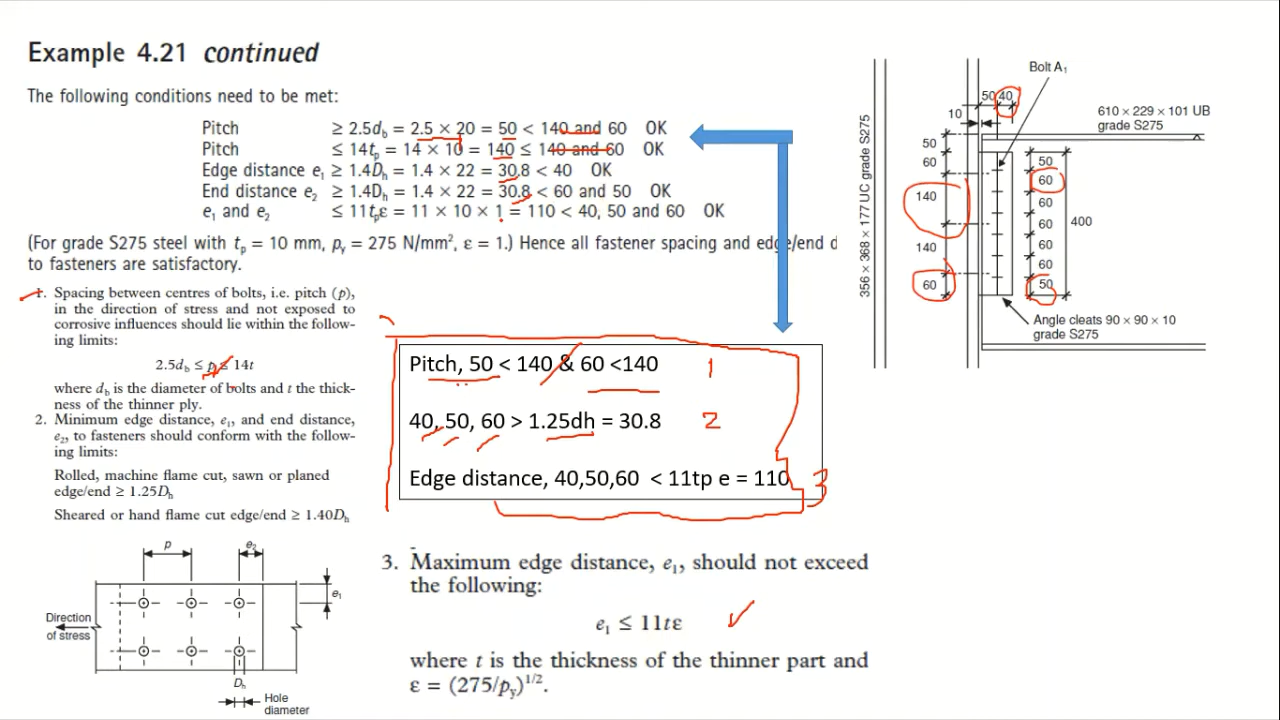 Example 4.21 continued
The following conditions need to be met:
Pitch ≥ 2.5db = 2.5 × 20 = 50 < 140 and 60 OK
Pitch ≤ 14tp = 14 × 10 = 140 ≤ 140 and 60 OK
Edge distance e1 ≥ 1.4Dh = 1.4 × 22 = 30.8 < 40 OK
End distance e2 ≥ 1.4Dh = 1.4 × 22 = 30.8 < 60 and 50 OK
e1 and e2 ≤ 11tpε = 11 × 10 × 1 = 110 < 40, 50 and 60 OK
(For grade S275 steel with tp = 10 mm, py = 275 N/mm², ε = 1.) Hence all fastener spacing and edge/end d
to fasteners are satisfactory.
1. Spacing between centres of bolts, i.e. pitch (p),
in the direction of stress and not exposed to
corrosive influences should lie within the follow-
ing limits:
2.5db ≤ p ≤ 14t
where db is the diameter of bolts and t the thick-
ness of the thinner ply.
2. Minimum edge distance, e1, and end distance,
e2, to fasteners should conform with the follow-
ing limits:
Rolled, machine flame cut, sawn or planed
edge/end ≥ 1.25Dh
Sheared or hand flame cut edge/end ≥ 1.40Dh
p
e2
e1
Direction
of stress
Dh
Hole
diameter
Pitch, 50 < 140 & 60 <140 1
40, 50, 60 > 1.25dh = 30.8 2
Edge distance, 40,50,60 < 11tp e = 110 3
3. Maximum edge distance, e1, should not exceed
the following:
e1 ≤ 11tε
where t is the thickness of the thinner part and
ε = (275/py)1/2.
Bolt A1
50 40
10
610 × 229 × 101 UB
grade S275
356 × 368 × 177 UC grade S275
50
60
140
140
60
50
60
60
60
60
60
50
400
Angle cleats 90 × 90 × 10
grade S275